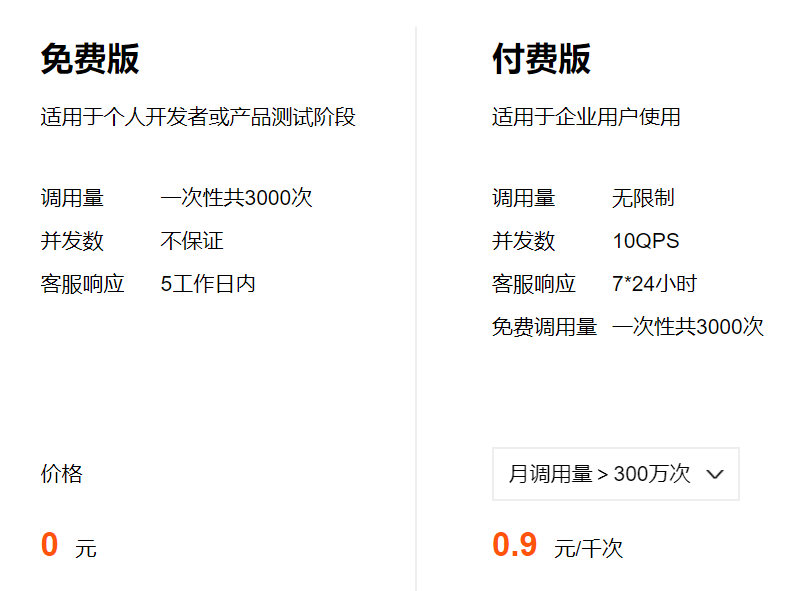 免费版
适用于个人开发者或产品测试阶段
调用量 一次性共3000次
并发数 不保证
客服响应 5工作日内
价格
0 元
付费版
适用于企业用户使用
调用量 无限制
并发数 10QPS
客服响应 7*24小时
免费调用量 一次性共3000次
月调用量 > 300万次
0.9 元/千次